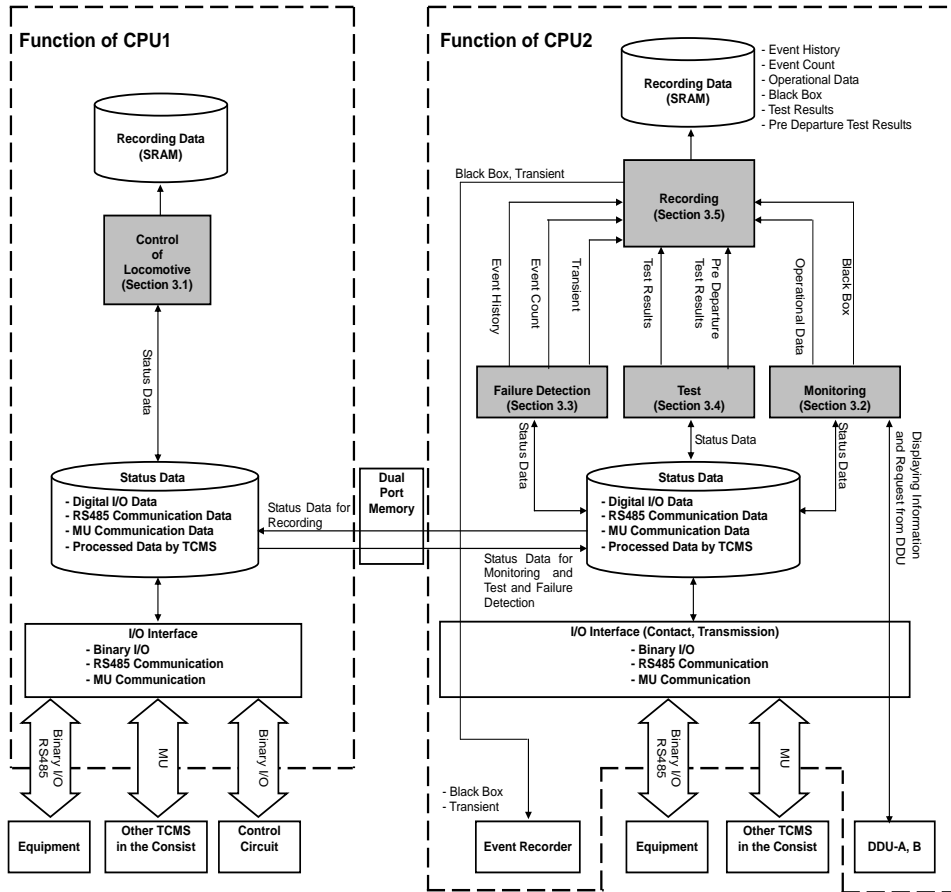 Function of CPU1
Recording Data
(SRAM)
Control
of
Locomotive
(Section 3.1)
Status Data
Status Data
- Digital I/O Data
- RS485 Communication Data
- MU Communication Data
- Processed Data by TCMS
I/O Interface
- Binary I/O
- RS485 Communication
- MU Communication
Binary I/O
RS485
MU
Binary I/O
Equipment
Other TCMS
in the Consist
Control
Circuit
Dual
Port
Memory
Status Data for
Recording
Status Data for
Monitoring and
Test and Failure
Detection
Function of CPU2
Recording Data
(SRAM)
- Event History
- Event Count
- Operational Data
- Black Box
- Test Results
- Pre Departure Test Results
Black Box, Transient
Recording
(Section 3.5)
Event History
Event Count
Transient
Test Results
Pre Departure
Test Results
Operational Data
Black Box
Failure Detection
(Section 3.3)
Test
(Section 3.4)
Monitoring
(Section 3.2)
Status Data
Status Data
Status Data
Displaying Information
and Request from DDU
Status Data
- Digital I/O Data
- RS485 Communication Data
- MU Communication Data
- Processed Data by TCMS
I/O Interface (Contact, Transmission)
- Binary I/O
- RS485 Communication
- MU Communication
Binary I/O
RS485
MU
- Black Box
- Transient
Event Recorder
Equipment
Other TCMS
in the Consist
DDU-A, B